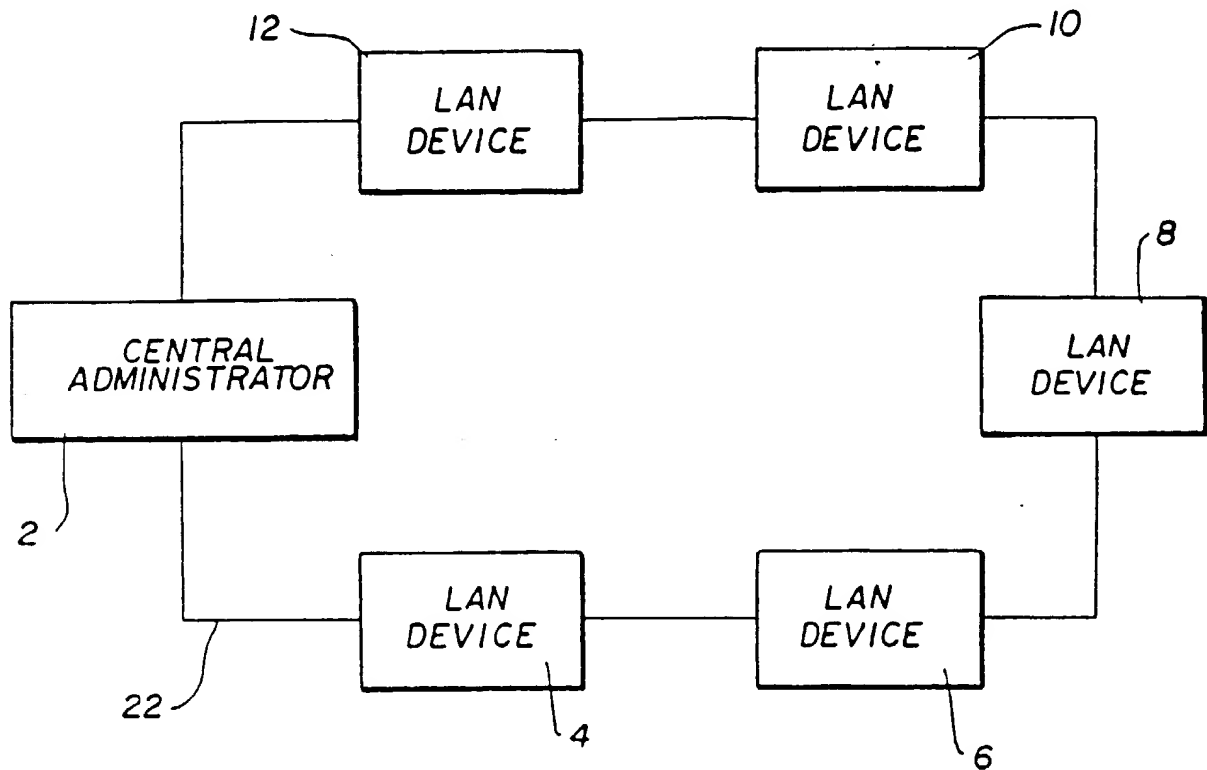 12
10
LAN
DEVICE
LAN
DEVICE
8
CENTRAL
ADMINISTRATOR
LAN
DEVICE
2
LAN
DEVICE
LAN
DEVICE
22
4
6